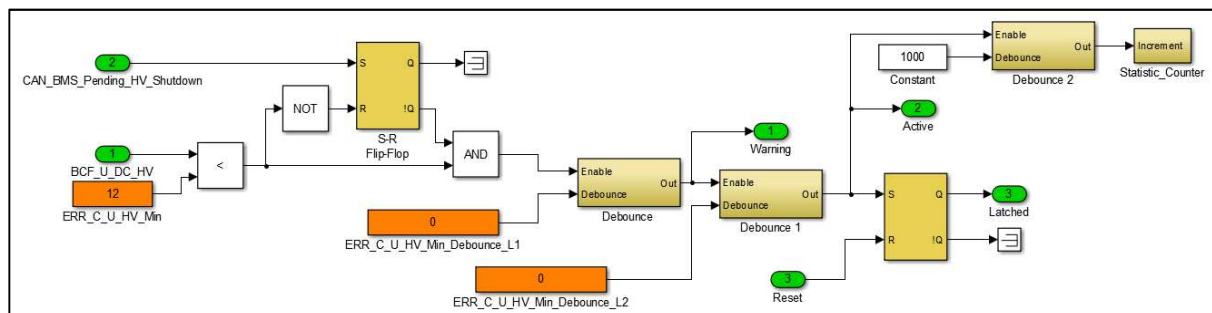 2
CAN_BMS_Pending_HV_Shutdown
1
BCF_U_DC_HV
12
ERR_C_U_HV_Min
<
NOT
S
Q
R
!Q
S-R
Flip-Flop
AND
0
ERR_C_U_HV_Min_Debounce_L1
Enable
Debounce
Out
Debounce
0
ERR_C_U_HV_Min_Debounce_L2
1
Warning
Enable
Debounce
Out
Debounce 1
1000
Constant
Enable
Debounce
Out
Debounce 2
Increment
Statistic_Counter
2
Active
S
Q
R
!Q
3
Latched
3
Reset